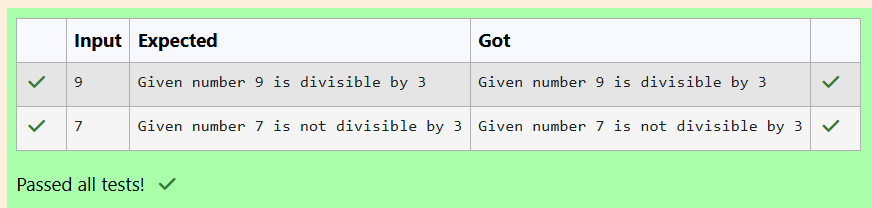 Input Expected Got
9 Given number 9 is divisible by 3 Given number 9 is divisible by 3
7 Given number 7 is not divisible by 3 Given number 7 is not divisible by 3
Passed all tests!